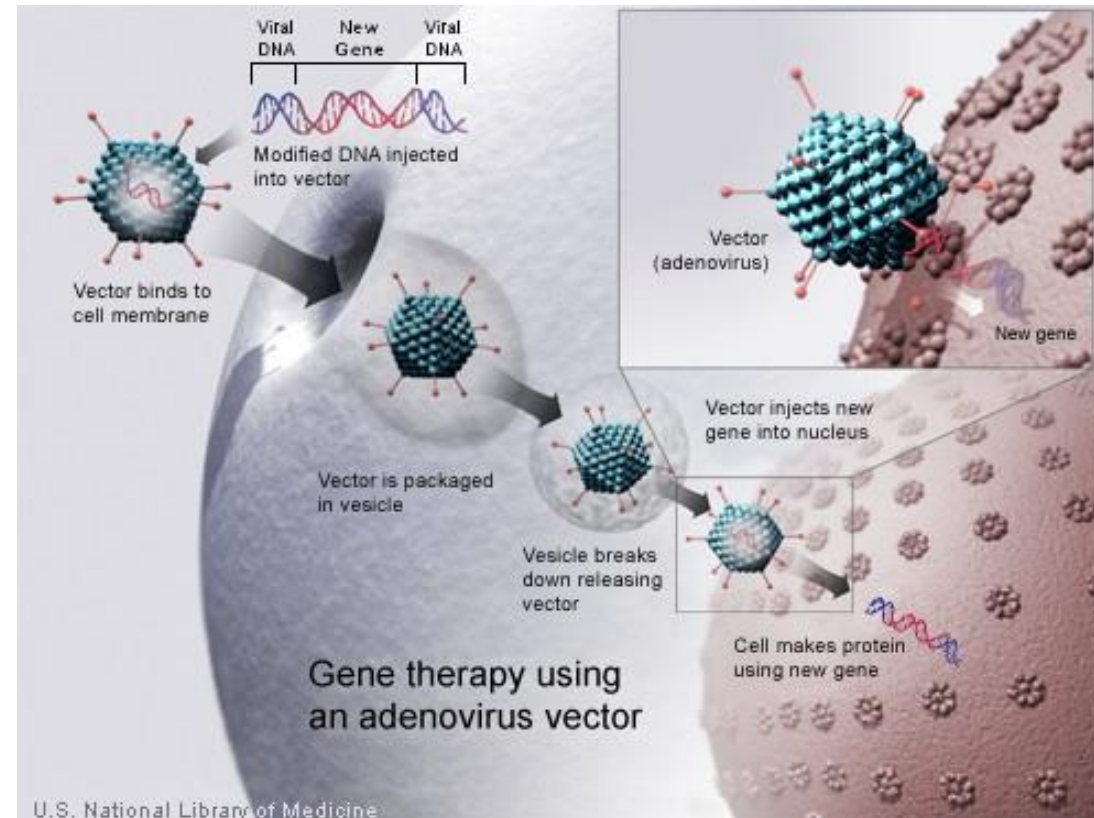 Viral New Viral
DNA Gene DNA
Modified DNA injected
into vector
Vector binds to
cell membrane
Vector
(adenovirus)
New gene
Vector injects new
gene into nucleus
Vector is packaged
in vesicle
Vesicle breaks
down releasing
vector
Cell makes protein
using new gene
Gene therapy using
an adenovirus vector
U.S. National Library of Medicine